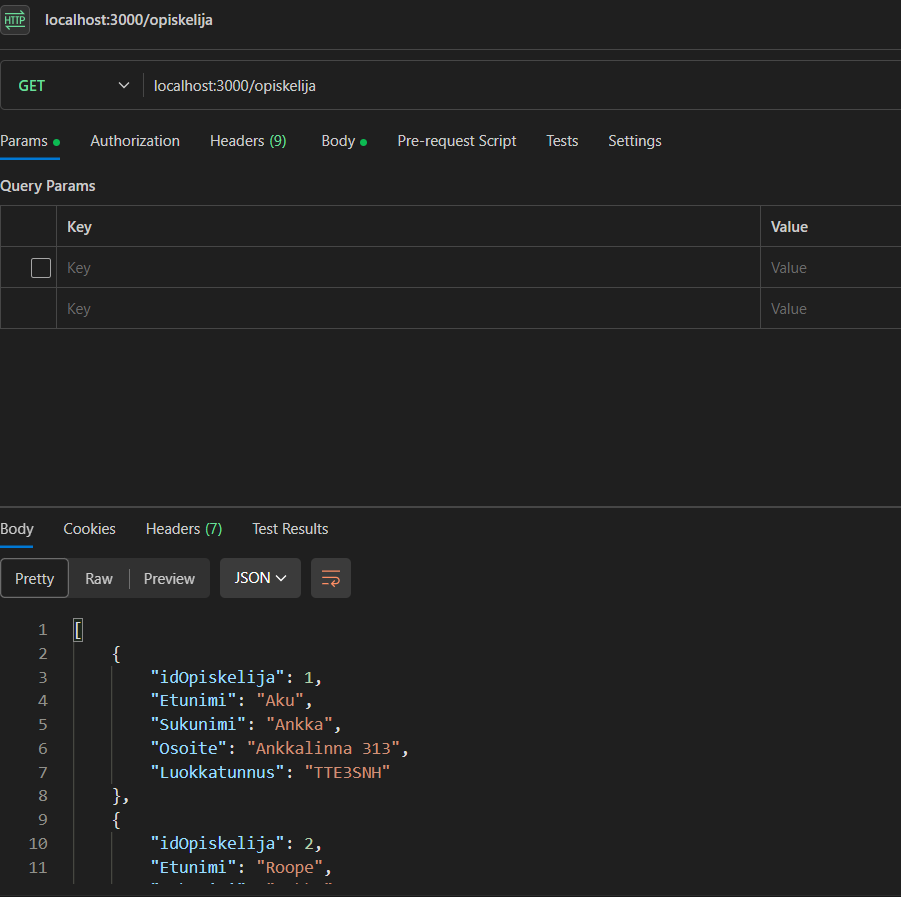 HTTP localhost:3000/opiskelija
GET localhost:3000/opiskelija
Params Authorization Headers (9) Body Pre-request Script Tests Settings
Query Params
Key Value
Key Value
Key Value
Body Cookies Headers (7) Test Results
Pretty Raw Preview JSON
1 [
2 {
3 "idOpiskelija": 1,
4 "Etunimi": "Aku",
5 "Sukunimi": "Ankka",
6 "Osoite": "Ankkalinna 313",
7 "Luokkatunnus": "TTE3SNH"
8 },
9 {
10 "idOpiskelija": 2,
11 "Etunimi": "Roope",